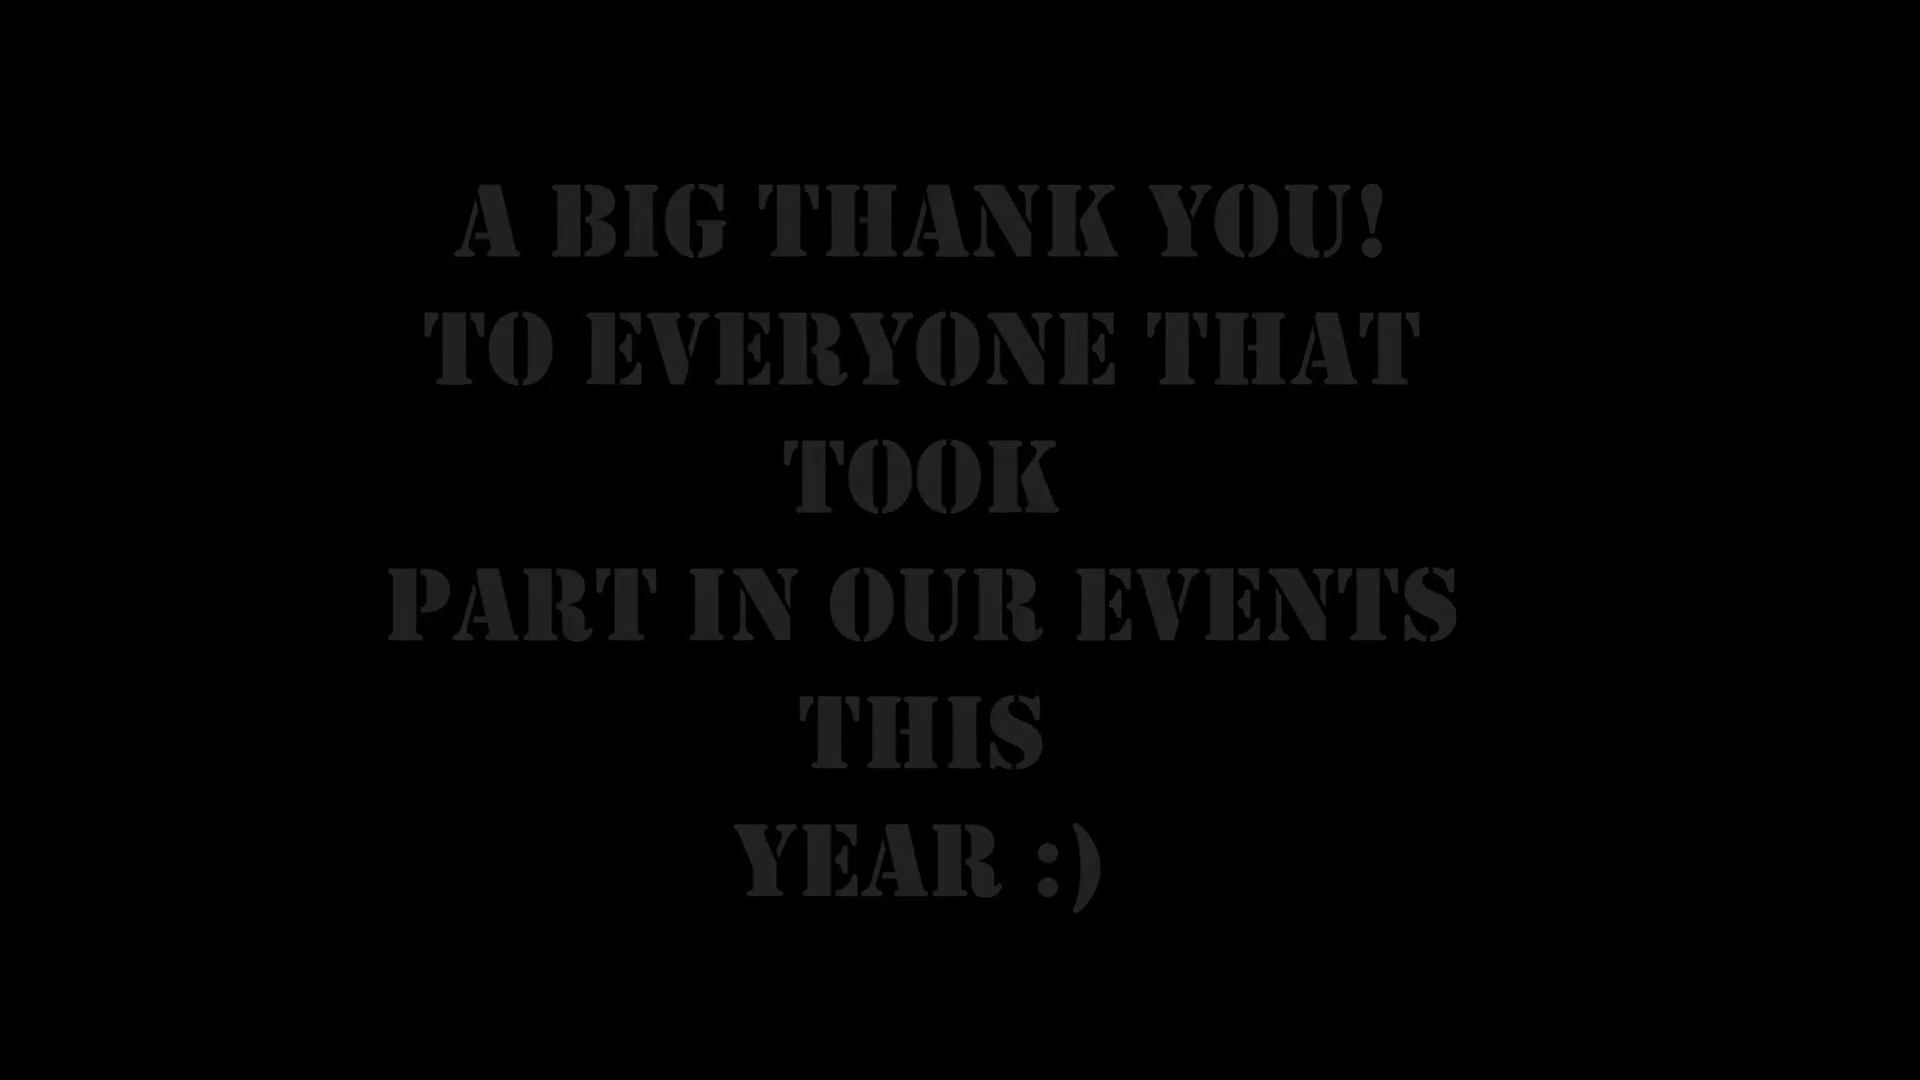 A BIG THANK YOU!
TO EVERYONE THAT
TOOK
PART IN OUR EVENTS
THIS
YEAR :)